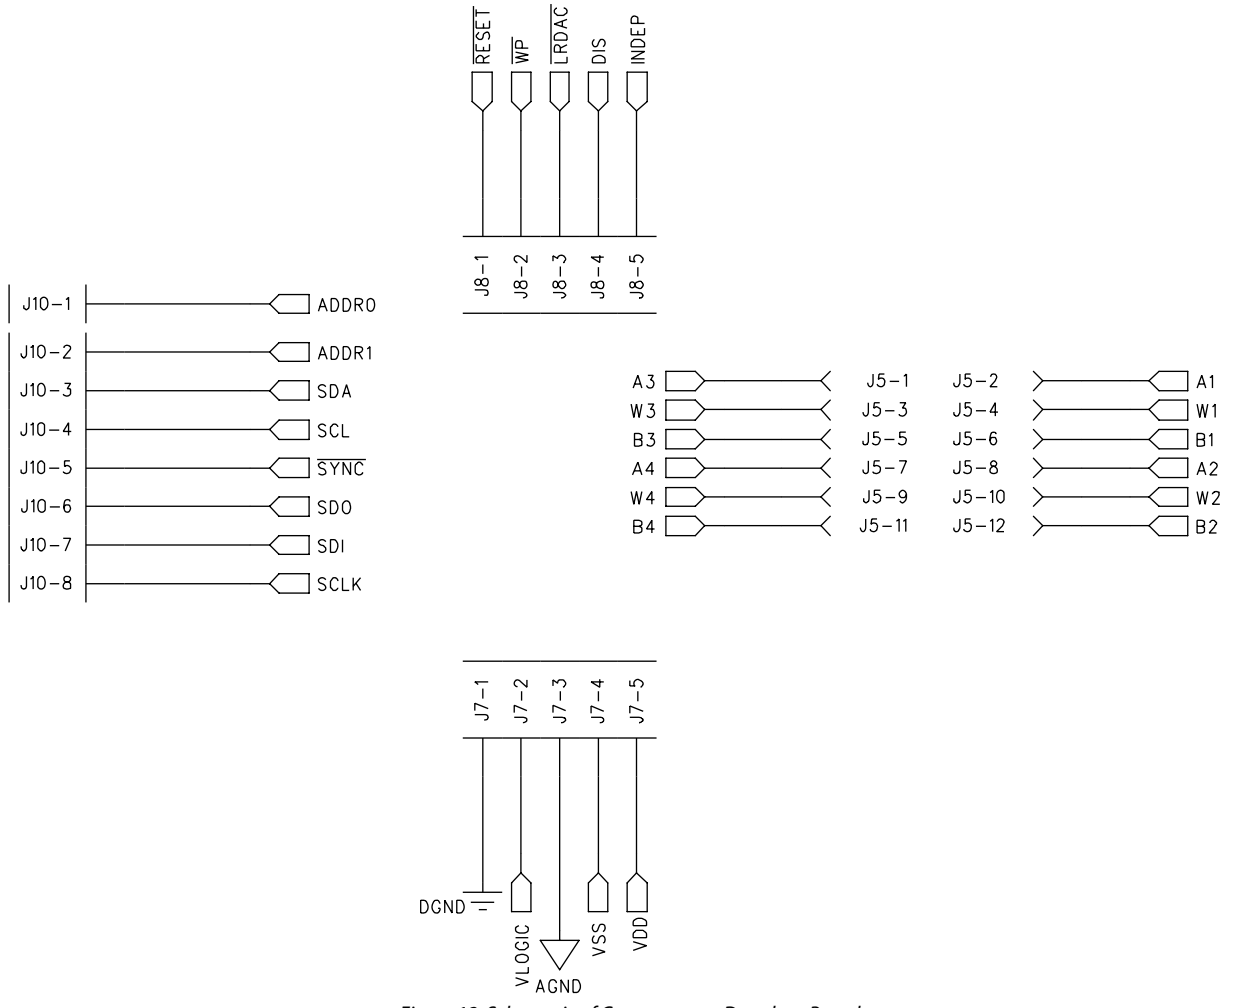 RESET
WP
LRDAC
DIS
INDEP
J8-1
J8-2
J8-3
J8-4
J8-5
J10-1 ADDR0
J10-2 ADDR1
J10-3 SDA
J10-4 SCL
J10-5 SYNC
J10-6 SDO
J10-7 SDI
J10-8 SCLK
A3 J5-1 J5-2 A1
W3 J5-3 J5-4 W1
B3 J5-5 J5-6 B1
A4 J5-7 J5-8 A2
W4 J5-9 J5-10 W2
B4 J5-11 J5-12 B2
J7-1
J7-2
J7-3
J7-4
J7-5
DGND
VLOGIC
AGND
VSS
VDD